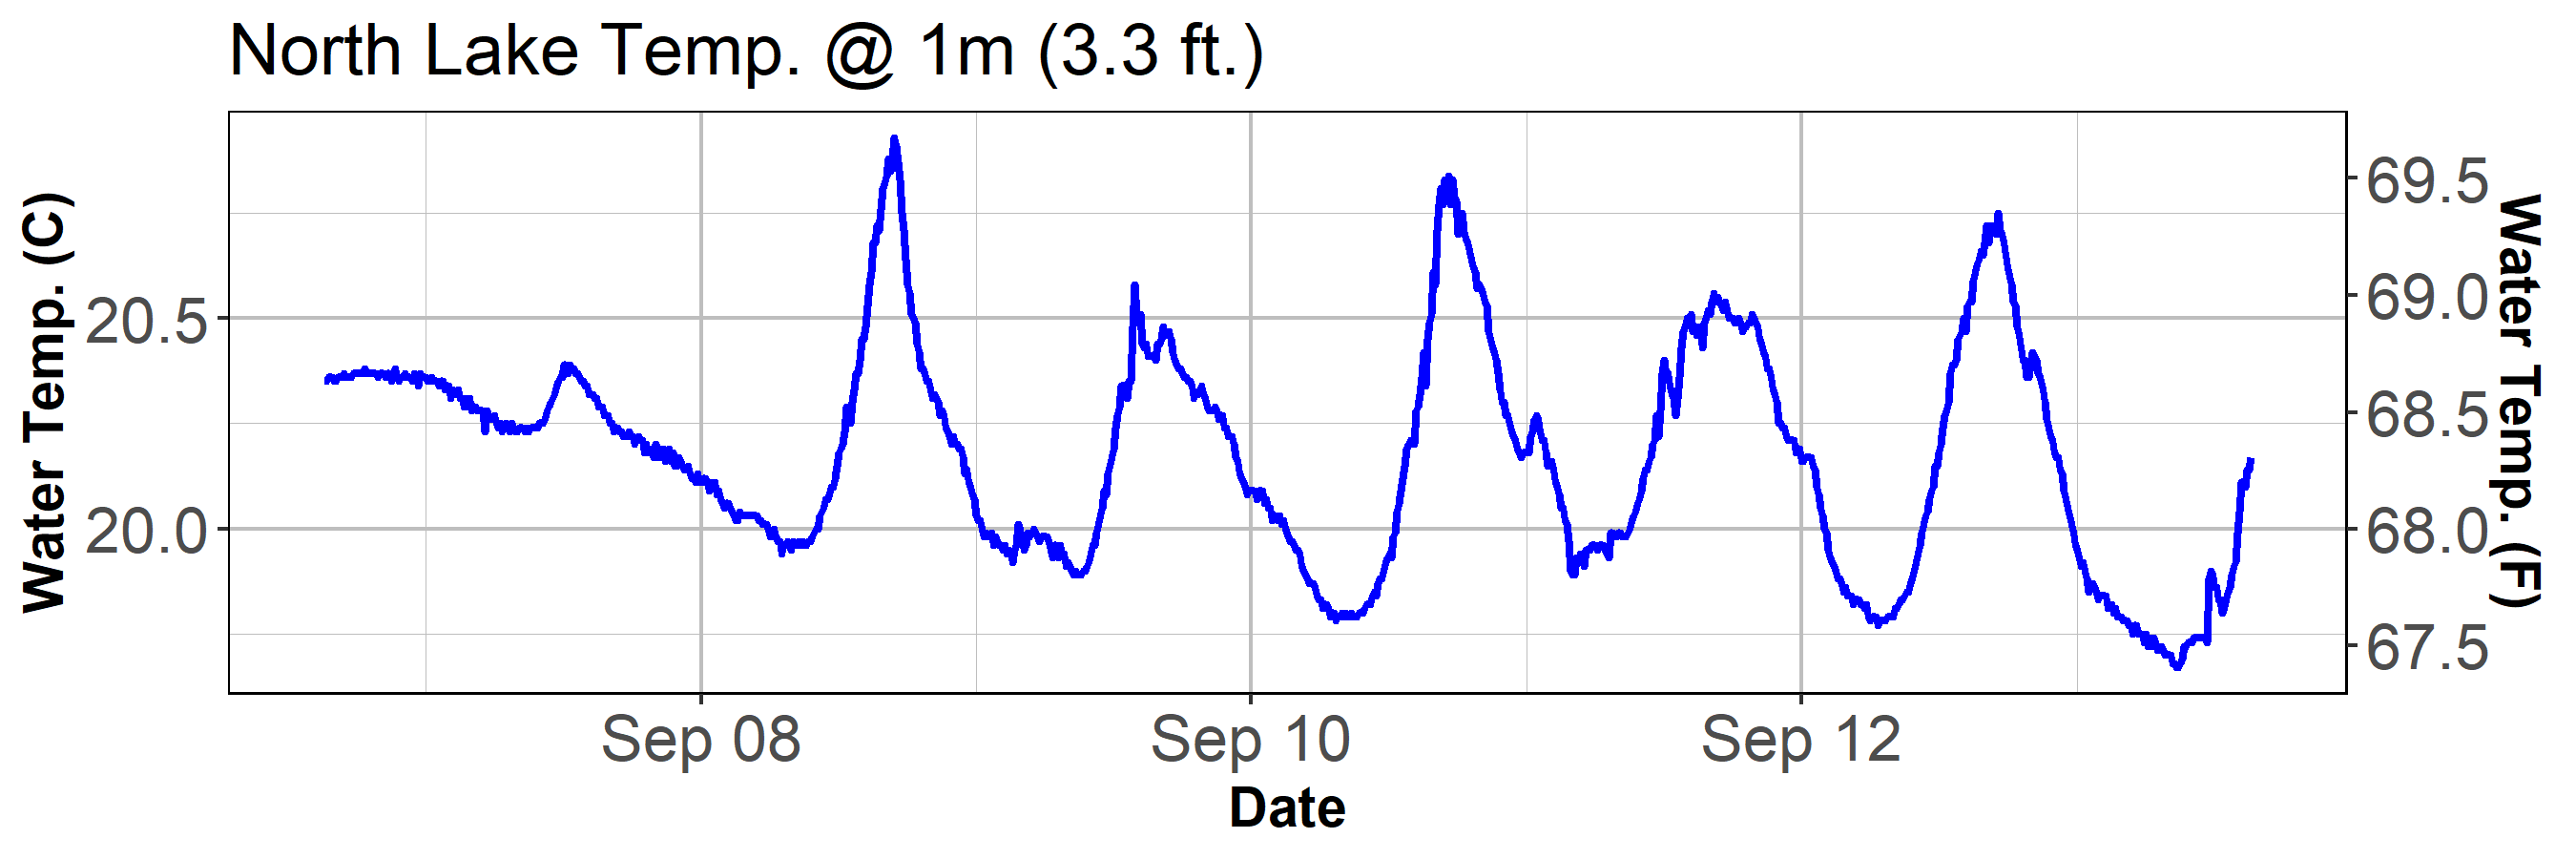 North Lake Temp. @ 1m (3.3 ft.)
Water Temp. (C)
20.5
20.0
69.5
69.0
68.5
68.0
67.5
Water Temp. (F)
Sep 08
Sep 10
Sep 12
Date